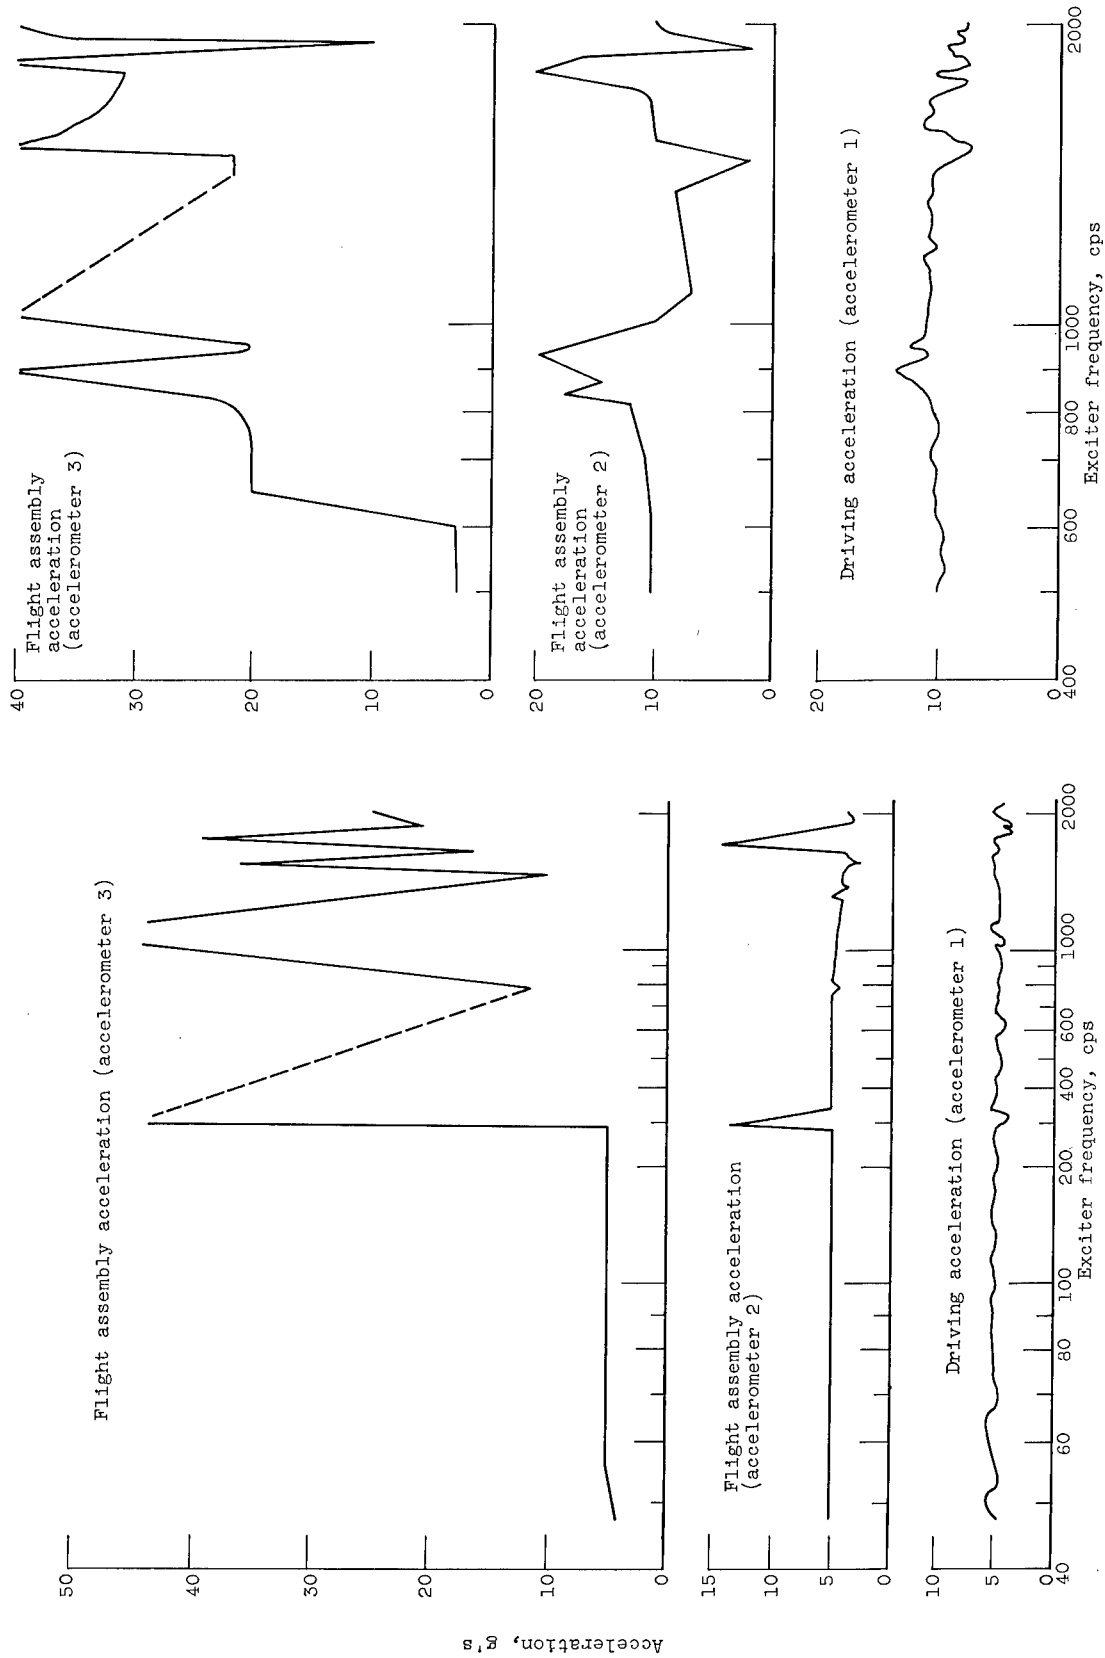 Acceleration, g's
50
40
30
20
10
0
Flight assembly acceleration (accelerometer 3)
15
10
5
0
Flight assembly acceleration
(accelerometer 2)
10
5
0
Driving acceleration (accelerometer 1)
40
60
80
100
200
400
600
1000
2000
Exciter frequency, cps
40
30
20
10
0
Flight assembly
acceleration
(accelerometer 3)
20
10
0
Flight assembly
acceleration
(accelerometer 2)
20
10
0
Driving acceleration (accelerometer 1)
400
600
800
1000
2000
Exciter frequency, cps